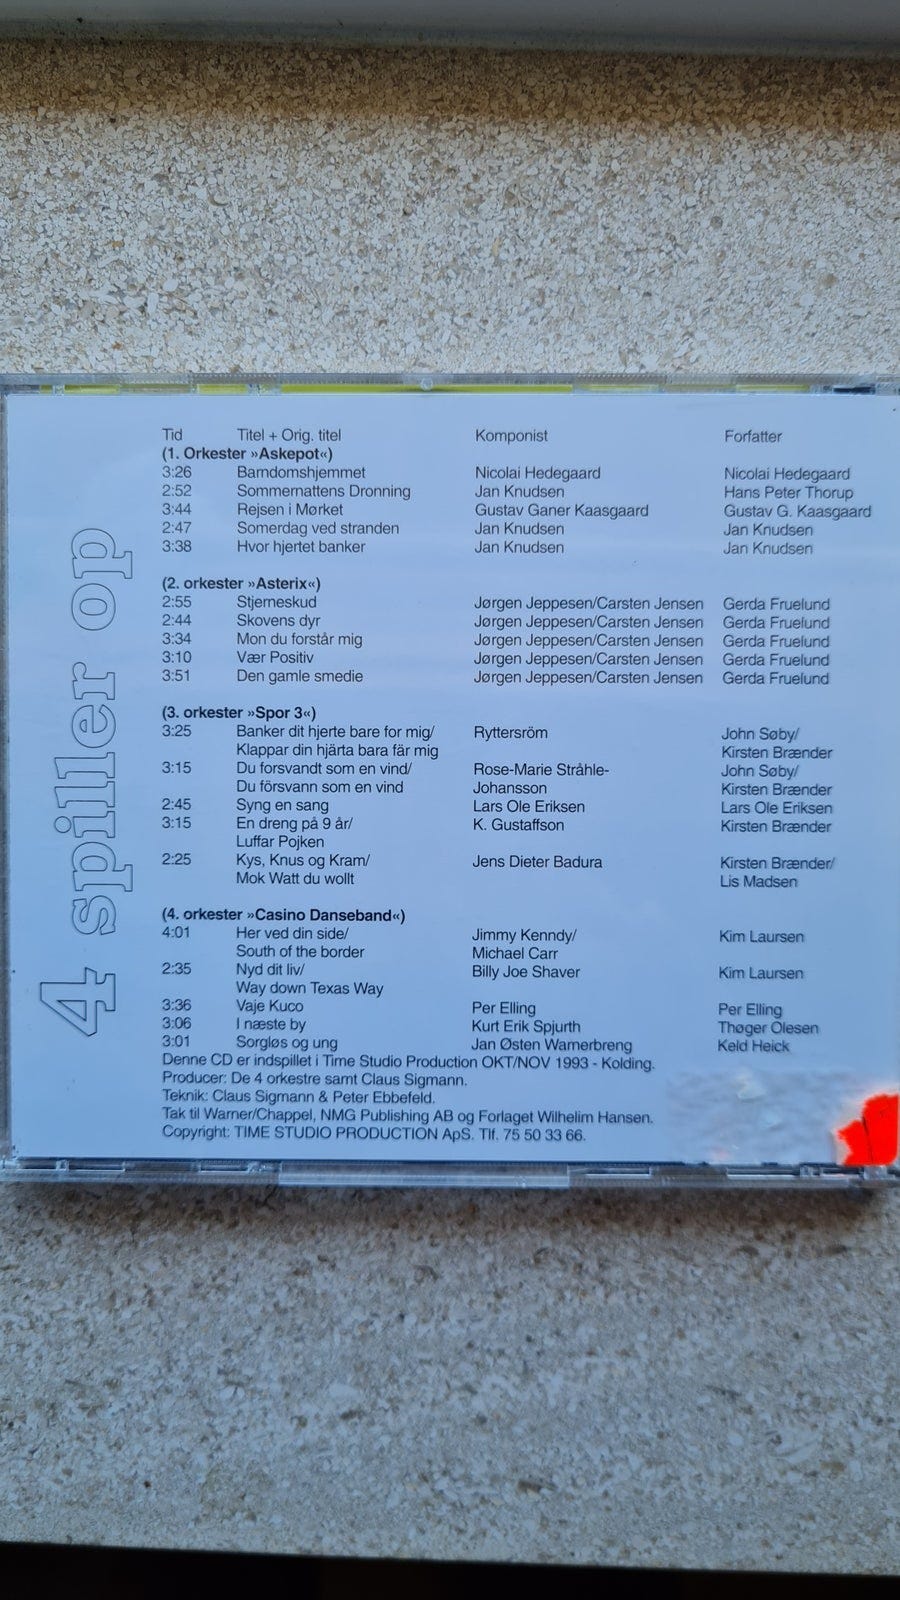 4 spiller op
Tid Titel + Orig. titel Komponist Forfatter
(1. Orkester »Askepot«)
3:26 Barndomshjemmet Nicolai Hedegaard Nicolai Hedegaard
2:52 Sommernattens Dronning Jan Knudsen Hans Peter Thorup
3:44 Rejsen i Mørket Gustav Ganer Kaasgaard Gustav G. Kaasgaard
2:47 Somerdag ved stranden Jan Knudsen Jan Knudsen
3:38 Hvor hjertet banker Jan Knudsen Jan Knudsen
(2. orkester »Asterix«)
2:55 Stjerneskud Jørgen Jeppesen/Carsten Jensen Gerda Fruelund
2:44 Skovens dyr Jørgen Jeppesen/Carsten Jensen Gerda Fruelund
3:34 Mon du forstår mig Jørgen Jeppesen/Carsten Jensen Gerda Fruelund
3:10 Vær Positiv Jørgen Jeppesen/Carsten Jensen Gerda Fruelund
3:51 Den gamle smedie Jørgen Jeppesen/Carsten Jensen Gerda Fruelund
(3. orkester »Spor 3«)
3:25 Banker dit hjerte bare for mig/ Ryttersröm John Søby/
Klappar din hjärta bara fär mig Kirsten Brænder
3:15 Du forsvandt som en vind/ Rose-Marie Stråhle- John Søby/
Du försvann som en vind Johansson Kirsten Brænder
2:45 Syng en sang Lars Ole Eriksen Lars Ole Eriksen
3:15 En dreng på 9 år/ K. Gustaffson Kirsten Brænder
Luffar Pojken
2:25 Kys, Knus og Kram/ Jens Dieter Badura Kirsten Brænder/
Mok Watt du wollt Lis Madsen
(4. orkester »Casino Danseband«)
4:01 Her ved din side/ Jimmy Kenndy/ Kim Laursen
South of the border Michael Carr
2:35 Nyd dit liv/ Billy Joe Shaver Kim Laursen
Way down Texas Way
3:36 Vaje Kuco Per Elling Per Elling
3:06 I næste by Kurt Erik Spjurth Thøger Olesen
3:01 Sorgløs og ung Jan Østen Warnerbreng Keld Heick
Denne CD er indspillet i Time Studio Production OKT/NOV 1993 - Kolding.
Producer: De 4 orkestre samt Claus Sigmann.
Teknik: Claus Sigmann & Peter Ebbefeld.
Tak til Warner/Chappel, NMG Publishing AB og Forlaget Wilhelim Hansen.
Copyright: TIME STUDIO PRODUCTION ApS. Tlf. 75 50 33 66.